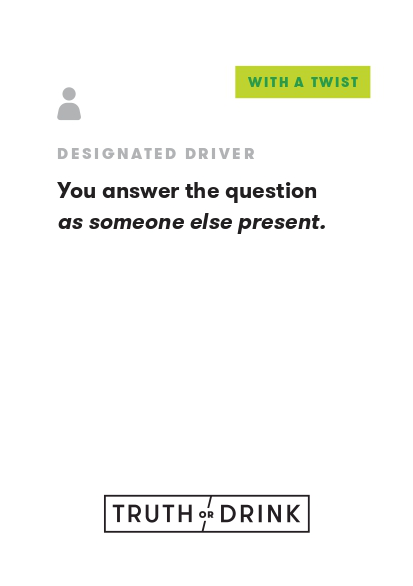 WITH A TWIST
DESIGNATED DRIVER
You answer the question
as someone else present.
TRUTH OR DRINK